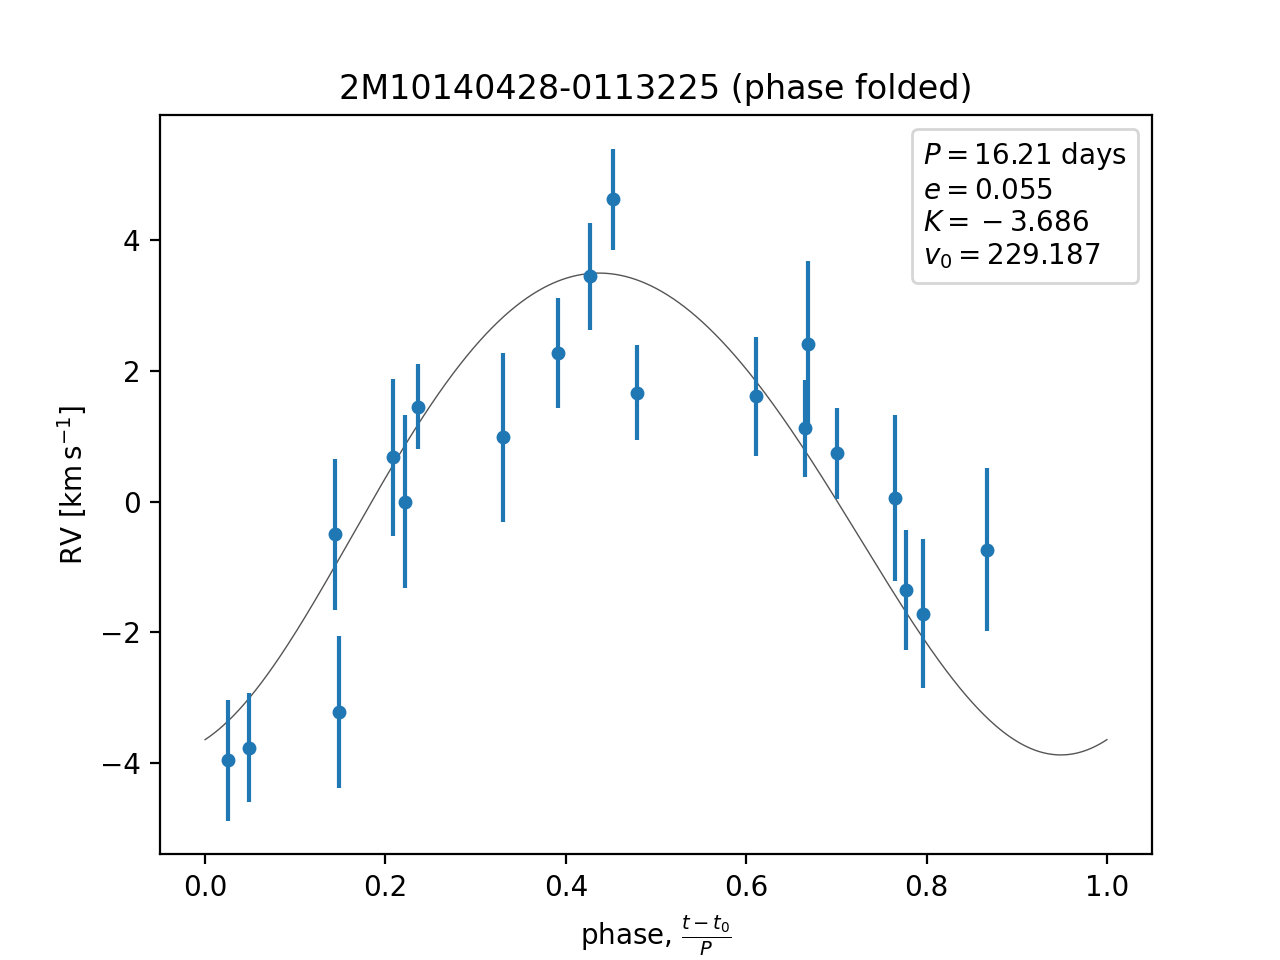 2M10140428-0113225 (phase folded)
P = 16.21 days
e = 0.055
K = −3.686
v₀ = 229.187
4
2
0
−2
−4
RV [km s⁻¹]
0.0 0.2 0.4 0.6 0.8 1.0
phase, (t − t₀)/P